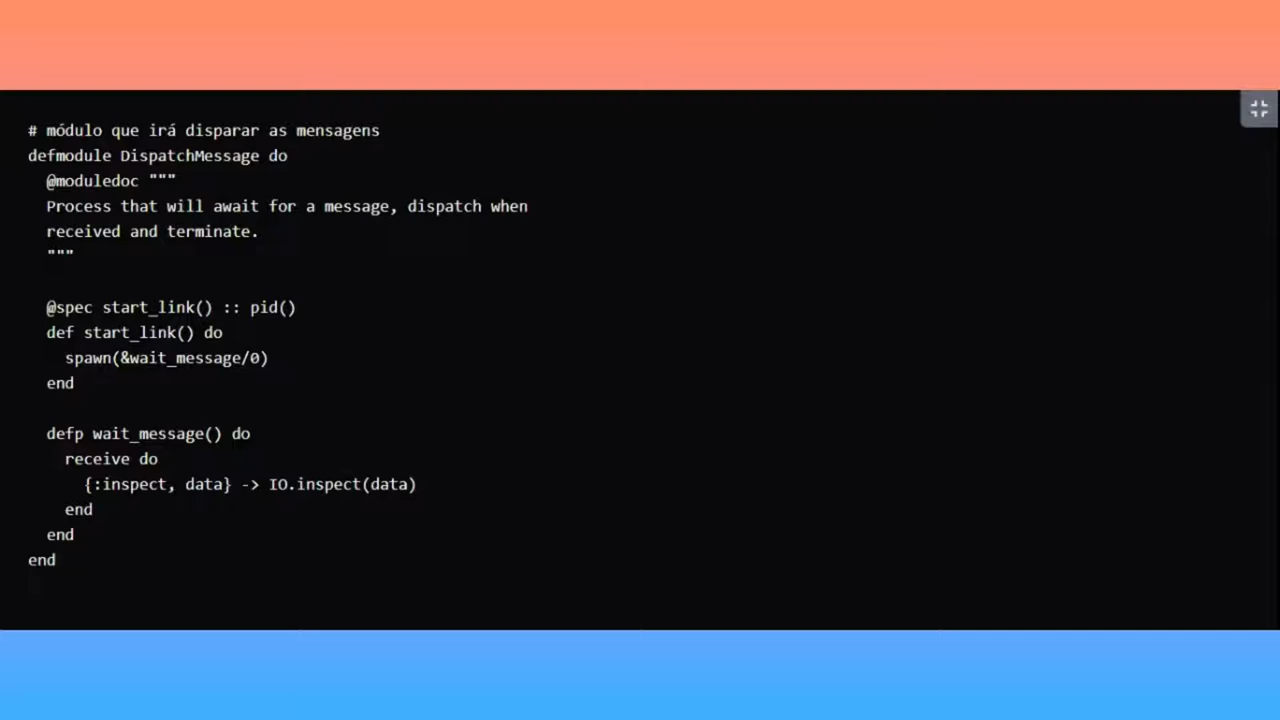 # módulo que irá disparar as mensagens
defmodule DispatchMessage do
  @moduledoc """
  Process that will await for a message, dispatch when
  received and terminate.
  """

  @spec start_link() :: pid()
  def start_link() do
    spawn(&wait_message/0)
  end

  defp wait_message() do
    receive do
      {:inspect, data} -> IO.inspect(data)
    end
  end
end